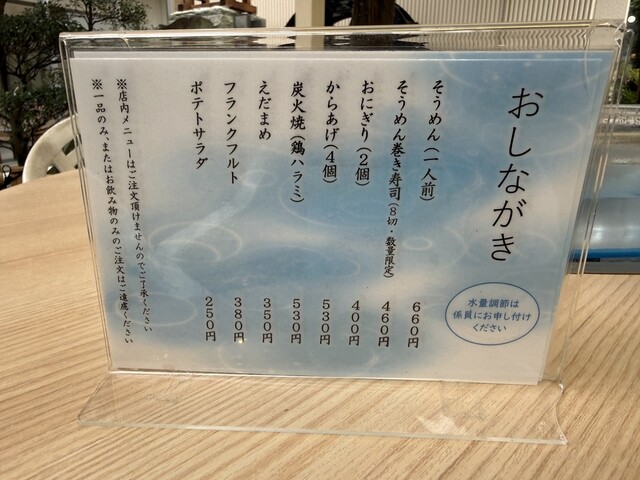 おしながき
水量調節は
係員にお申し付け
ください
そうめん(一人前) 660円
そうめん巻き寿司(8切・数量限定) 460円
おにぎり(2個) 400円
からあげ(4個) 530円
炭火焼(鶏ハラミ) 530円
えだまめ 350円
フランクフルト 380円
ポテトサラダ 250円
※店内メニューはご注文頂けませんのでご了承ください
※一品のみ、またはお飲み物のみのご注文はご遠慮ください